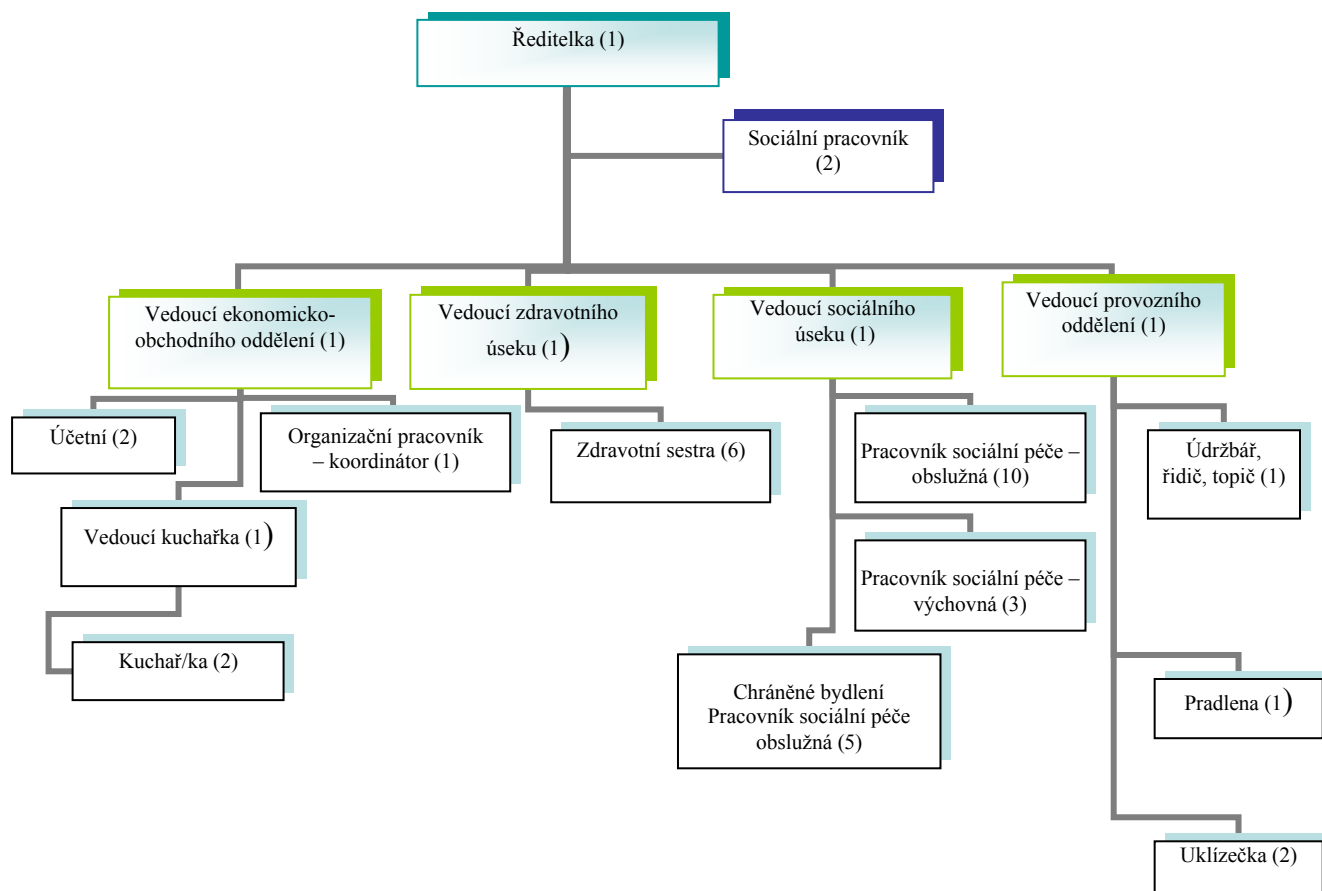 Ředitelka (1)
Sociální pracovník
(2)
Vedoucí ekonomicko-
obchodního oddělení (1)
Vedoucí zdravotního
úseku (1)
Vedoucí sociálního
úseku (1)
Vedoucí provozního
oddělení (1)
Účetní (2)
Organizační pracovník
– koordinátor (1)
Zdravotní sestra (6)
Pracovník sociální péče –
obslužná (10)
Údržbář,
řidič, topič (1)
Vedoucí kuchařka (1)
Pracovník sociální péče –
výchovná (3)
Kuchař/ka (2)
Chráněné bydlení
Pracovník sociální péče
obslužná (5)
Pradlena (1)
Uklízečka (2)